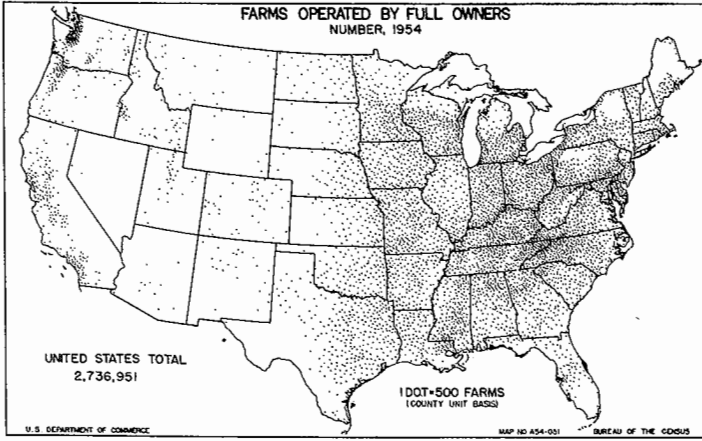 FARMS OPERATED BY FULL OWNERS
NUMBER, 1954
UNITED STATES TOTAL
2,736,951
1 DOT=500 FARMS
(COUNTY UNIT BASIS)
U.S. DEPARTMENT OF COMMERCE
MAP NO A54-051
BUREAU OF THE CENSUS